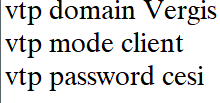 vtp domain Vergis
vtp mode client
vtp password cesi